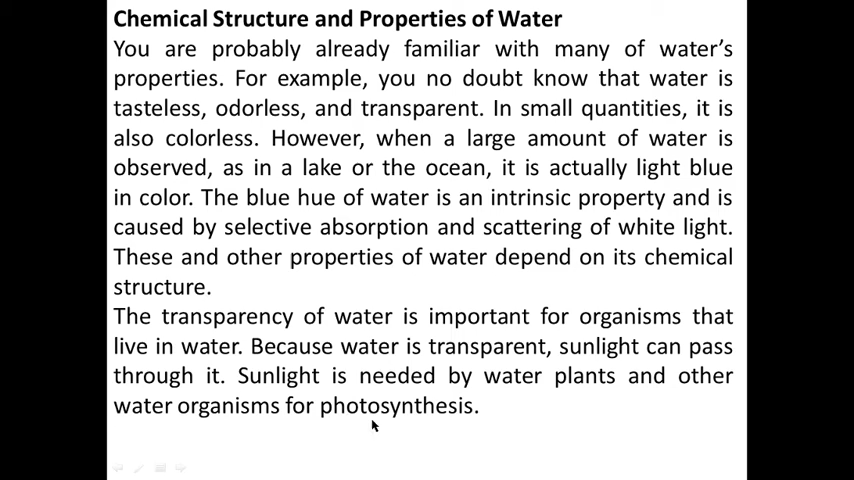 Chemical Structure and Properties of Water
You are probably already familiar with many of water's
properties. For example, you no doubt know that water is
tasteless, odorless, and transparent. In small quantities, it is
also colorless. However, when a large amount of water is
observed, as in a lake or the ocean, it is actually light blue
in color. The blue hue of water is an intrinsic property and is
caused by selective absorption and scattering of white light.
These and other properties of water depend on its chemical
structure.
The transparency of water is important for organisms that
live in water. Because water is transparent, sunlight can pass
through it. Sunlight is needed by water plants and other
water organisms for photosynthesis.